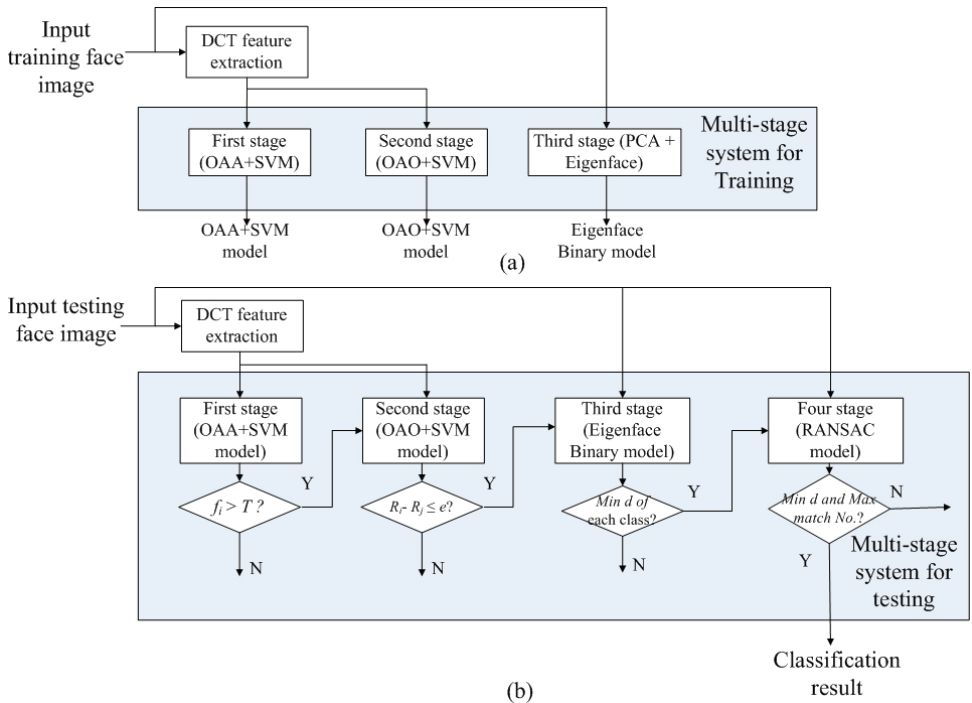 Input
training face image
DCT feature
extraction
First stage
(OAA+SVM)
Second stage
(OAO+SVM)
Third stage (PCA +
Eigenface)
Multi-stage
system for
Training
OAA+SVM
model
OAO+SVM
model
Eigenface
Binary model
(a)
Input testing
face image
DCT feature
extraction
First stage
(OAA+SVM
model)
Second stage
(OAO+SVM
model)
Third stage
(Eigenface
Binary model)
Four stage
(RANSAC
model)
fi > T ?
Y
N
Ri- Rj ≤ e?
Y
N
Min d of
each class?
Y
N
Min d and Max
match No.?
N
Y
Multi-stage
system for
testing
Classification
result
(b)